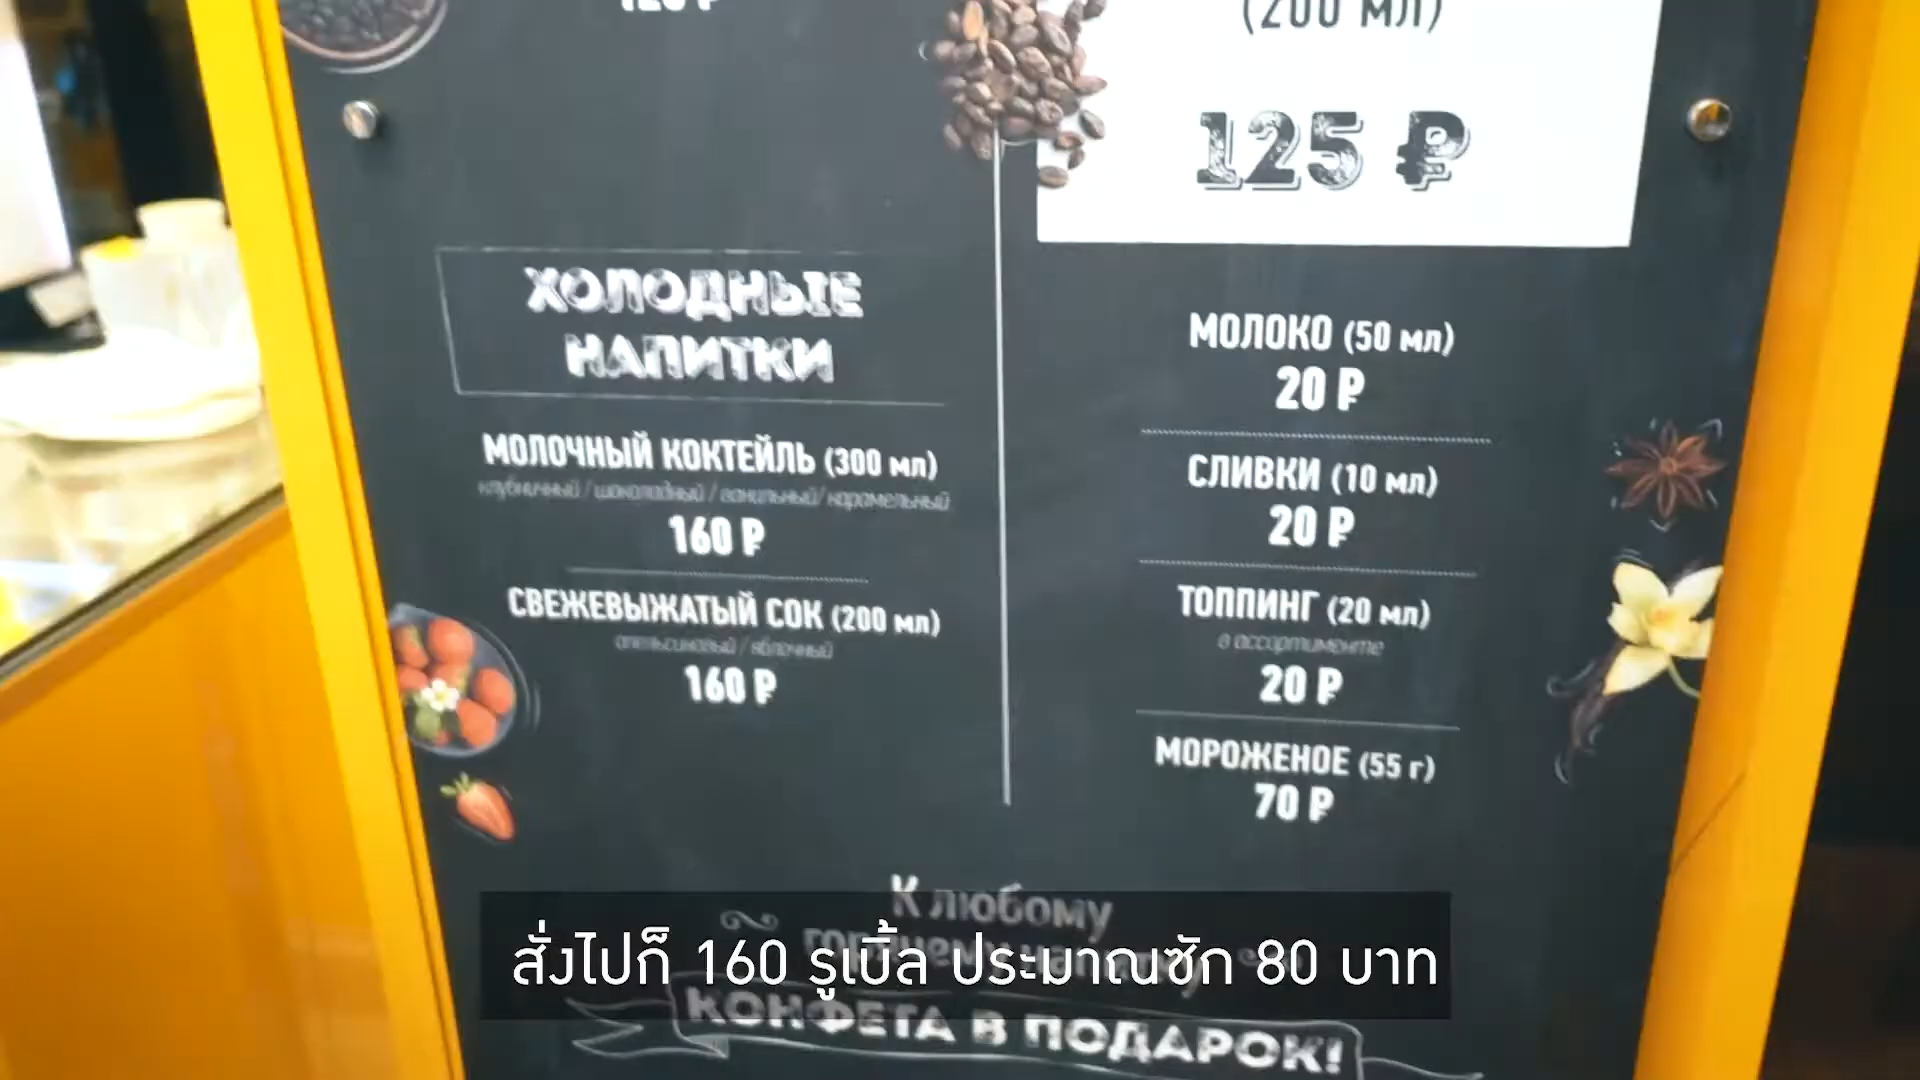 120 ₽
(200 МЛ)
125 ₽
ХОЛОДНЫЕ
НАПИТКИ
МОЛОЧНЫЙ КОКТЕЙЛЬ (300 мл)
клубничный / шоколадный / ванильный/ карамельный
160 ₽
СВЕЖЕВЫЖАТЫЙ СОК (200 мл)
апельсиновый / яблочный
160 ₽
МОЛОКО (50 мл)
20 ₽
СЛИВКИ (10 мл)
20 ₽
ТОППИНГ (20 мл)
в ассортименте
20 ₽
МОРОЖЕНОЕ (55 г)
70 ₽
К любому
горячему напитку
КОНФЕТА В ПОДАРОК!
สั่งไปก็ 160 รูเบิ้ล ประมาณซัก 80 บาท